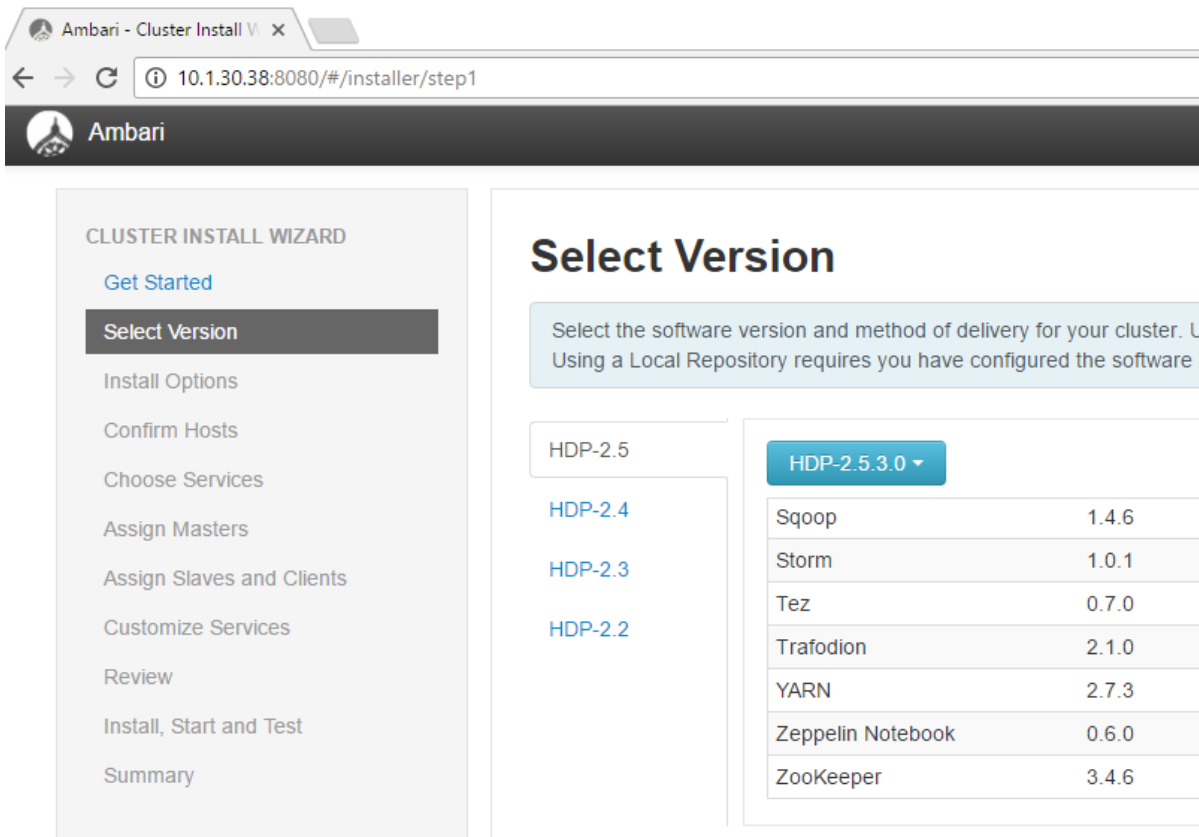 Ambari - Cluster Install W
10.1.30.38:8080/#/installer/step1
Ambari
CLUSTER INSTALL WIZARD
Get Started
Select Version
Install Options
Confirm Hosts
Choose Services
Assign Masters
Assign Slaves and Clients
Customize Services
Review
Install, Start and Test
Summary
Select Version
Select the software version and method of delivery for your cluster. U
Using a Local Repository requires you have configured the software
HDP-2.5
HDP-2.4
HDP-2.3
HDP-2.2
HDP-2.5.3.0
Sqoop 1.4.6
Storm 1.0.1
Tez 0.7.0
Trafodion 2.1.0
YARN 2.7.3
Zeppelin Notebook 0.6.0
ZooKeeper 3.4.6